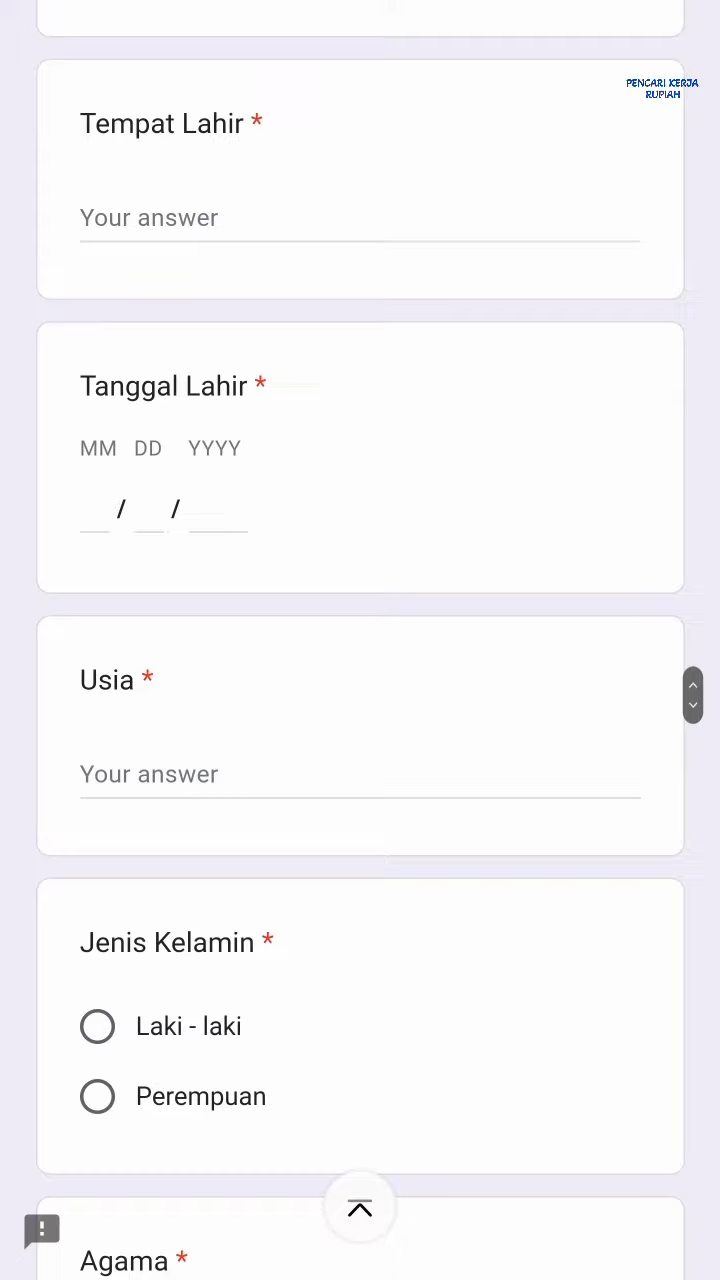 PENCARI KERJA
RUPIAH
Tempat Lahir *
Your answer
Tanggal Lahir *
MM DD YYYY
/ /
Usia *
Your answer
Jenis Kelamin *
Laki - laki
Perempuan
Agama *